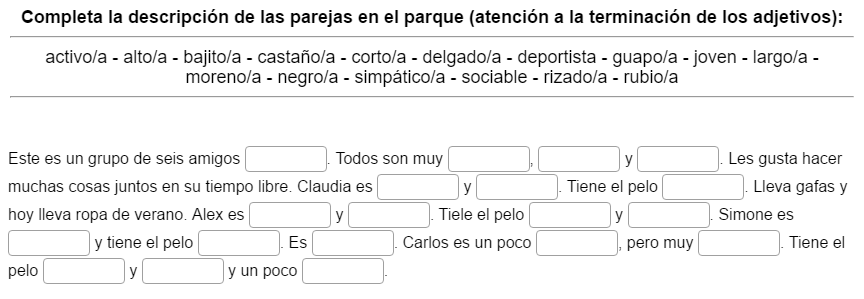 Completa la descripción de las parejas en el parque (atención a la terminación de los adjetivos):
activo/a - alto/a - bajito/a - castaño/a - corto/a - delgado/a - deportista - guapo/a - joven - largo/a -
moreno/a - negro/a - simpático/a - sociable - rizado/a - rubio/a
Este es un grupo de seis amigos . Todos son muy , y . Les gusta hacer
muchas cosas juntos en su tiempo libre. Claudia es y . Tiene el pelo . Lleva gafas y
hoy lleva ropa de verano. Alex es y . Tiele el pelo y . Simone es
y tiene el pelo . Es . Carlos es un poco , pero muy . Tiene el
pelo y y un poco .